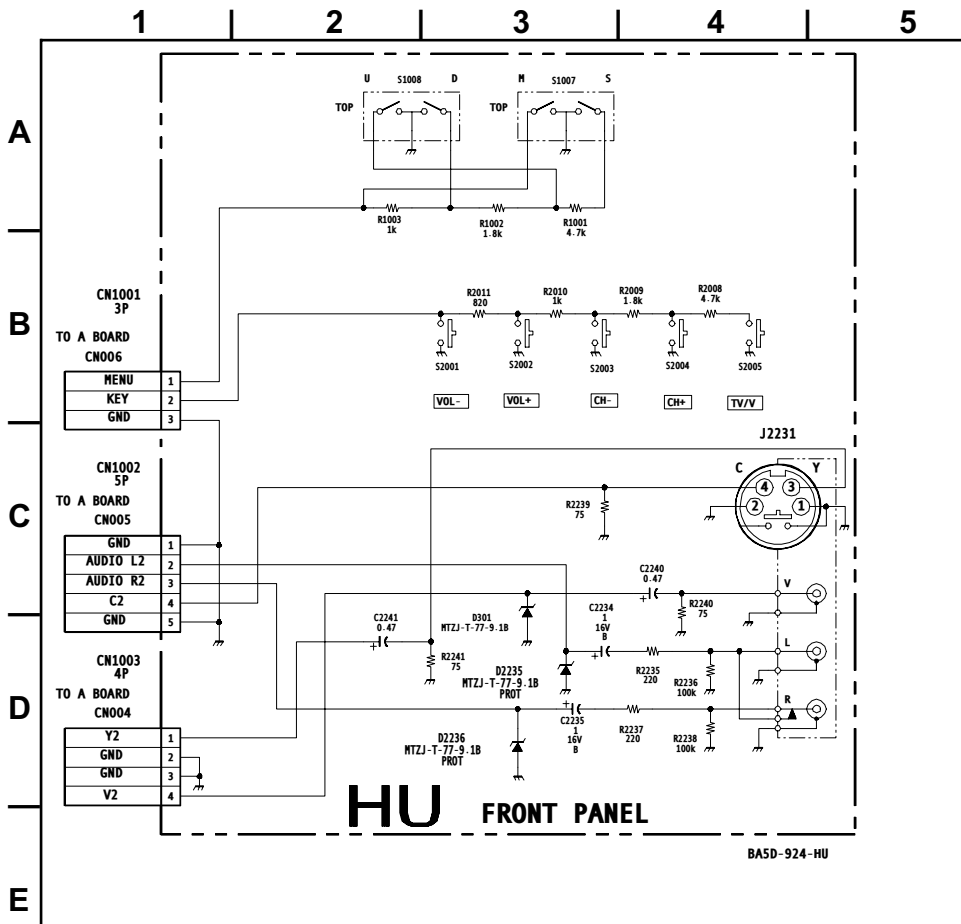 1 2 3 4 5
A
B
C
D
E
U S1008 D
TOP
M S1007 S
TOP
R1003
1k
R1002
1.8k
R1001
4.7k
CN1001
3P
TO A BOARD
CN006
MENU 1
KEY 2
GND 3
R2011
820
R2010
1k
R2009
1.8k
R2008
4.7k
S2001
S2002
S2003
S2004
S2005
VOL-
VOL+
CH-
CH+
TV/V
J2231
C Y
4 3
2 1
CN1002
5P
TO A BOARD
CN005
GND 1
AUDIO L2 2
AUDIO R2 3
C2 4
GND 5
R2239
75
C2240
0.47
+
R2240
75
V
C2241
0.47
+
R2241
75
D301
MTZJ-T-77-9.1B
C2234
1
16V
B
+
D2235
MTZJ-T-77-9.1B
PROT
R2235
220
R2236
100k
L
CN1003
4P
TO A BOARD
CN004
Y2 1
GND 2
GND 3
V2 4
D2236
MTZJ-T-77-9.1B
PROT
+
C2235
1
16V
B
R2237
220
R2238
100k
R
HU FRONT PANEL
BA5D-924-HU